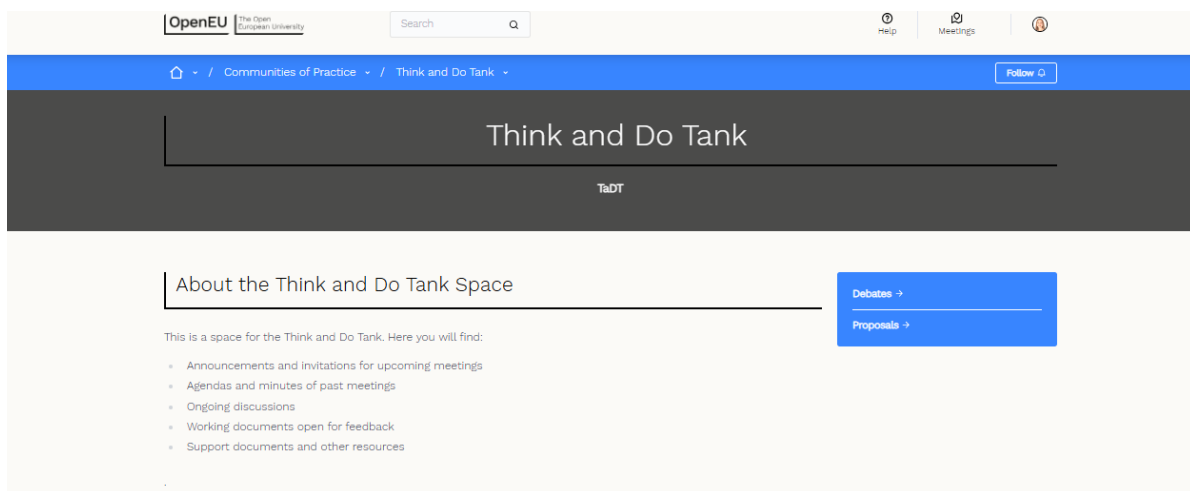 OpenEU
The Open
European University
Search
Help
Meetings
/ Communities of Practice / Think and Do Tank
Follow
Think and Do Tank
TaDT
About the Think and Do Tank Space
Debates →
Proposals →
This is a space for the Think and Do Tank. Here you will find:
Announcements and invitations for upcoming meetings
Agendas and minutes of past meetings
Ongoing discussions
Working documents open for feedback
Support documents and other resources
.